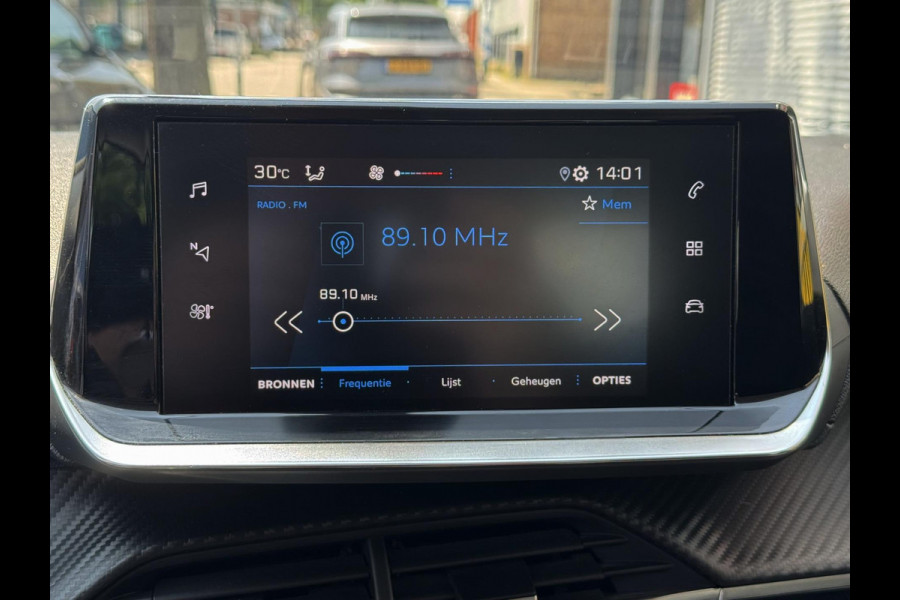 30°C 14:01
RADIO . FM Mem
89.10 MHz
89.10 MHz
N
BRONNEN Frequentie Lijst Geheugen OPTIES